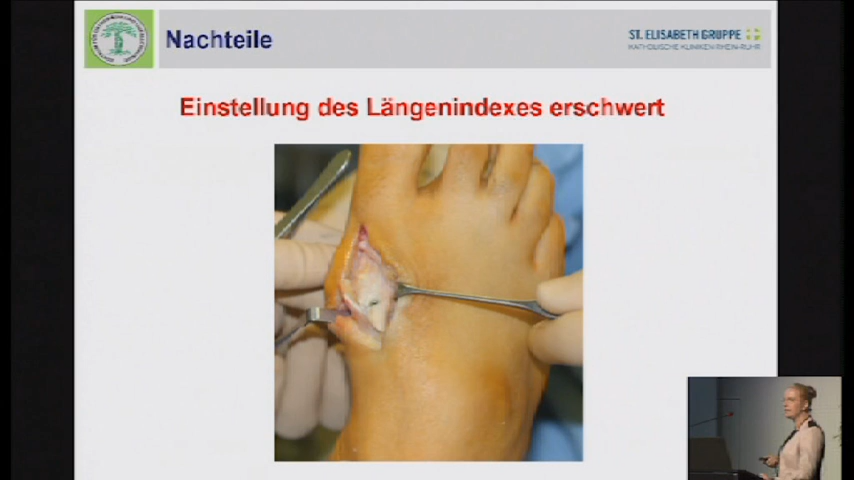 Nachteile
ST. ELISABETH GRUPPE
KATHOLISCHE KLINIKEN RHEIN-RUHR
Einstellung des Längenindexes erschwert